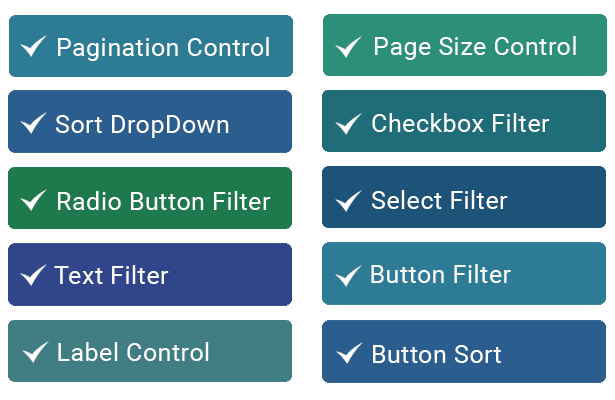 Pagination Control
Page Size Control
Sort DropDown
Checkbox Filter
Radio Button Filter
Select Filter
Text Filter
Button Filter
Label Control
Button Sort